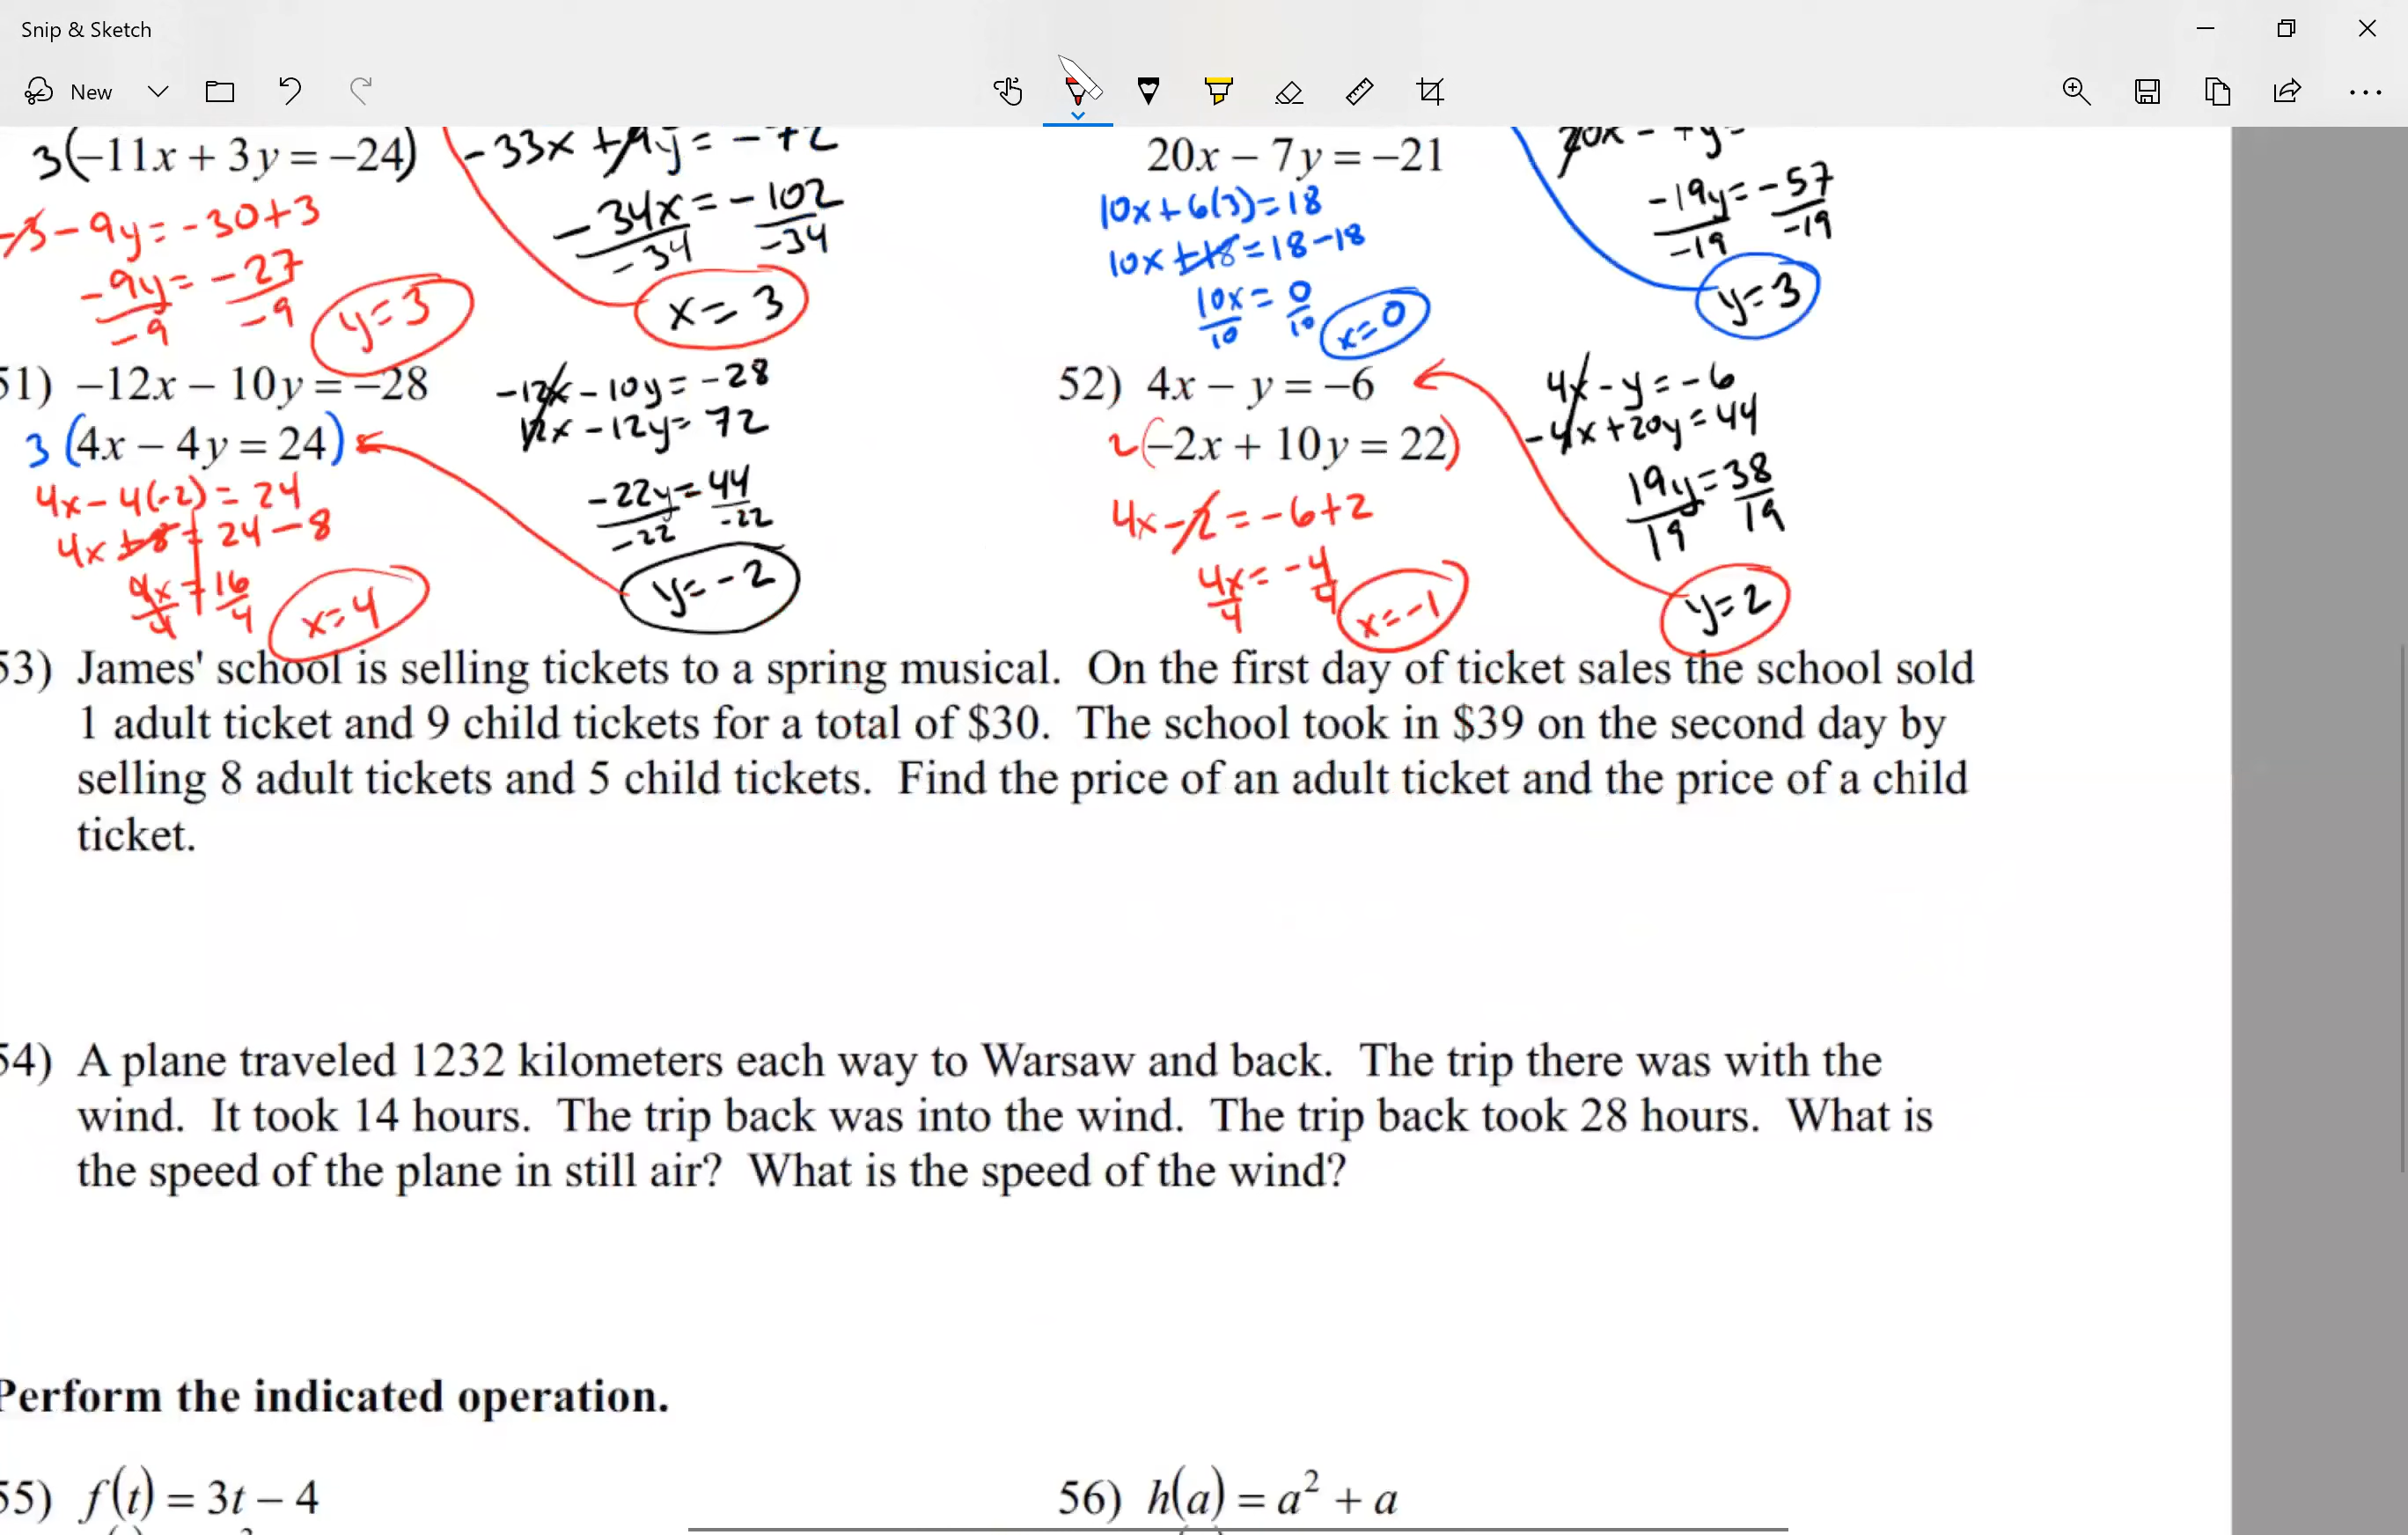 Snip & Sketch
New
3(-11x + 3y = -24)
-33x + 9y = -72
-34x = -102
-34 -34
x = 3
-3 - 9y = -30+3
-9y = -27
-9 -9
y=3
20x - 7y = -21
10x + 6(3) = 18
10x +18 = 18-18
10x = 0
10 10
x=0
20x - 7y =
-19y = -57
-19 -19
y=3
51) -12x - 10y = -28
3 (4x - 4y = 24)
4x - 4(-2) = 24
4x +8 = 24 - 8
4x = 16
4 4
x=4
-12x - 10y = -28
12x - 12y = 72
-22y = 44
-22 -22
y = -2
52) 4x - y = -6
2(-2x + 10y = 22)
4x - 2 = -6+2
4x = -4
4 4
x=-1
4x - y = -6
-4x + 20y = 44
19y = 38
19 19
y=2
53) James' school is selling tickets to a spring musical. On the first day of ticket sales the school sold
1 adult ticket and 9 child tickets for a total of $30. The school took in $39 on the second day by
selling 8 adult tickets and 5 child tickets. Find the price of an adult ticket and the price of a child
ticket.
54) A plane traveled 1232 kilometers each way to Warsaw and back. The trip there was with the
wind. It took 14 hours. The trip back was into the wind. The trip back took 28 hours. What is
the speed of the plane in still air? What is the speed of the wind?
Perform the indicated operation.
55) f(t) = 3t - 4
56) h(a) = a² + a